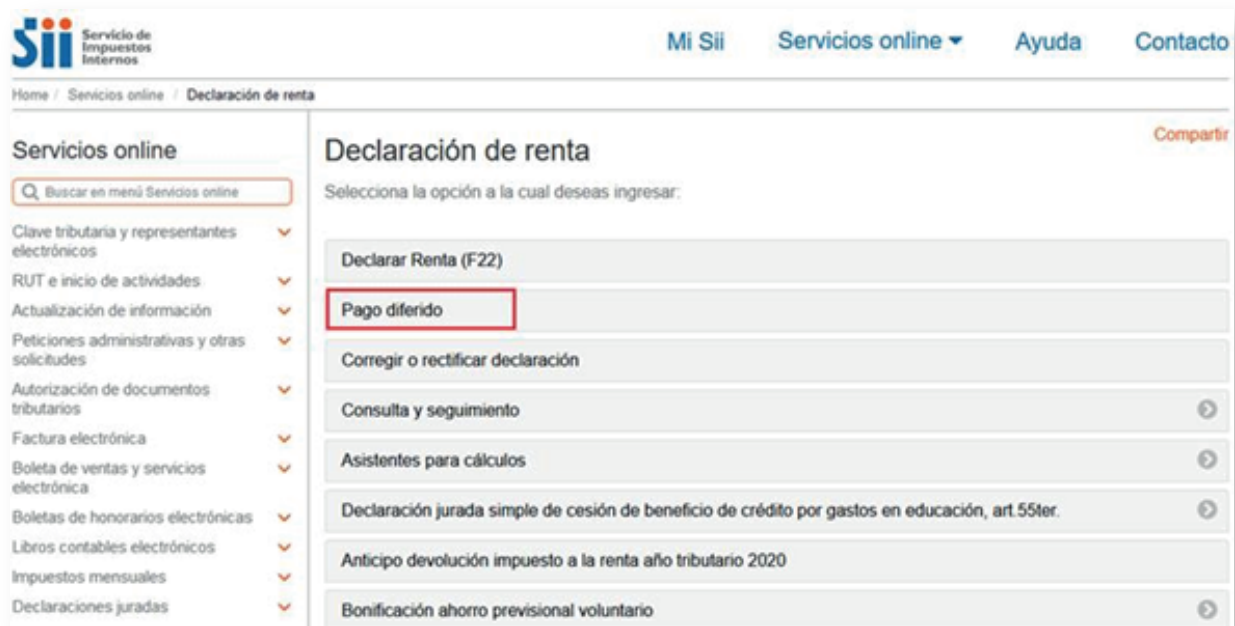 Sii Servicio de
Impuestos
Internos
Mi Sii
Servicios online
Ayuda
Contacto
Home / Servicios online / Declaración de renta
Servicios online
Buscar en menú Servicios online
Clave tributaria y representantes
electrónicos
RUT e inicio de actividades
Actualización de información
Peticiones administrativas y otras
solicitudes
Autorización de documentos
tributarios
Factura electrónica
Boleta de ventas y servicios
electrónica
Boletas de honorarios electrónicas
Libros contables electrónicos
Impuestos mensuales
Declaraciones juradas
Compartir
Declaración de renta
Selecciona la opción a la cual deseas ingresar:
Declarar Renta (F22)
Pago diferido
Corregir o rectificar declaración
Consulta y seguimiento
Asistentes para cálculos
Declaración jurada simple de cesión de beneficio de crédito por gastos en educación, art.55ter.
Anticipo devolución impuesto a la renta año tributario 2020
Bonificación ahorro previsional voluntario